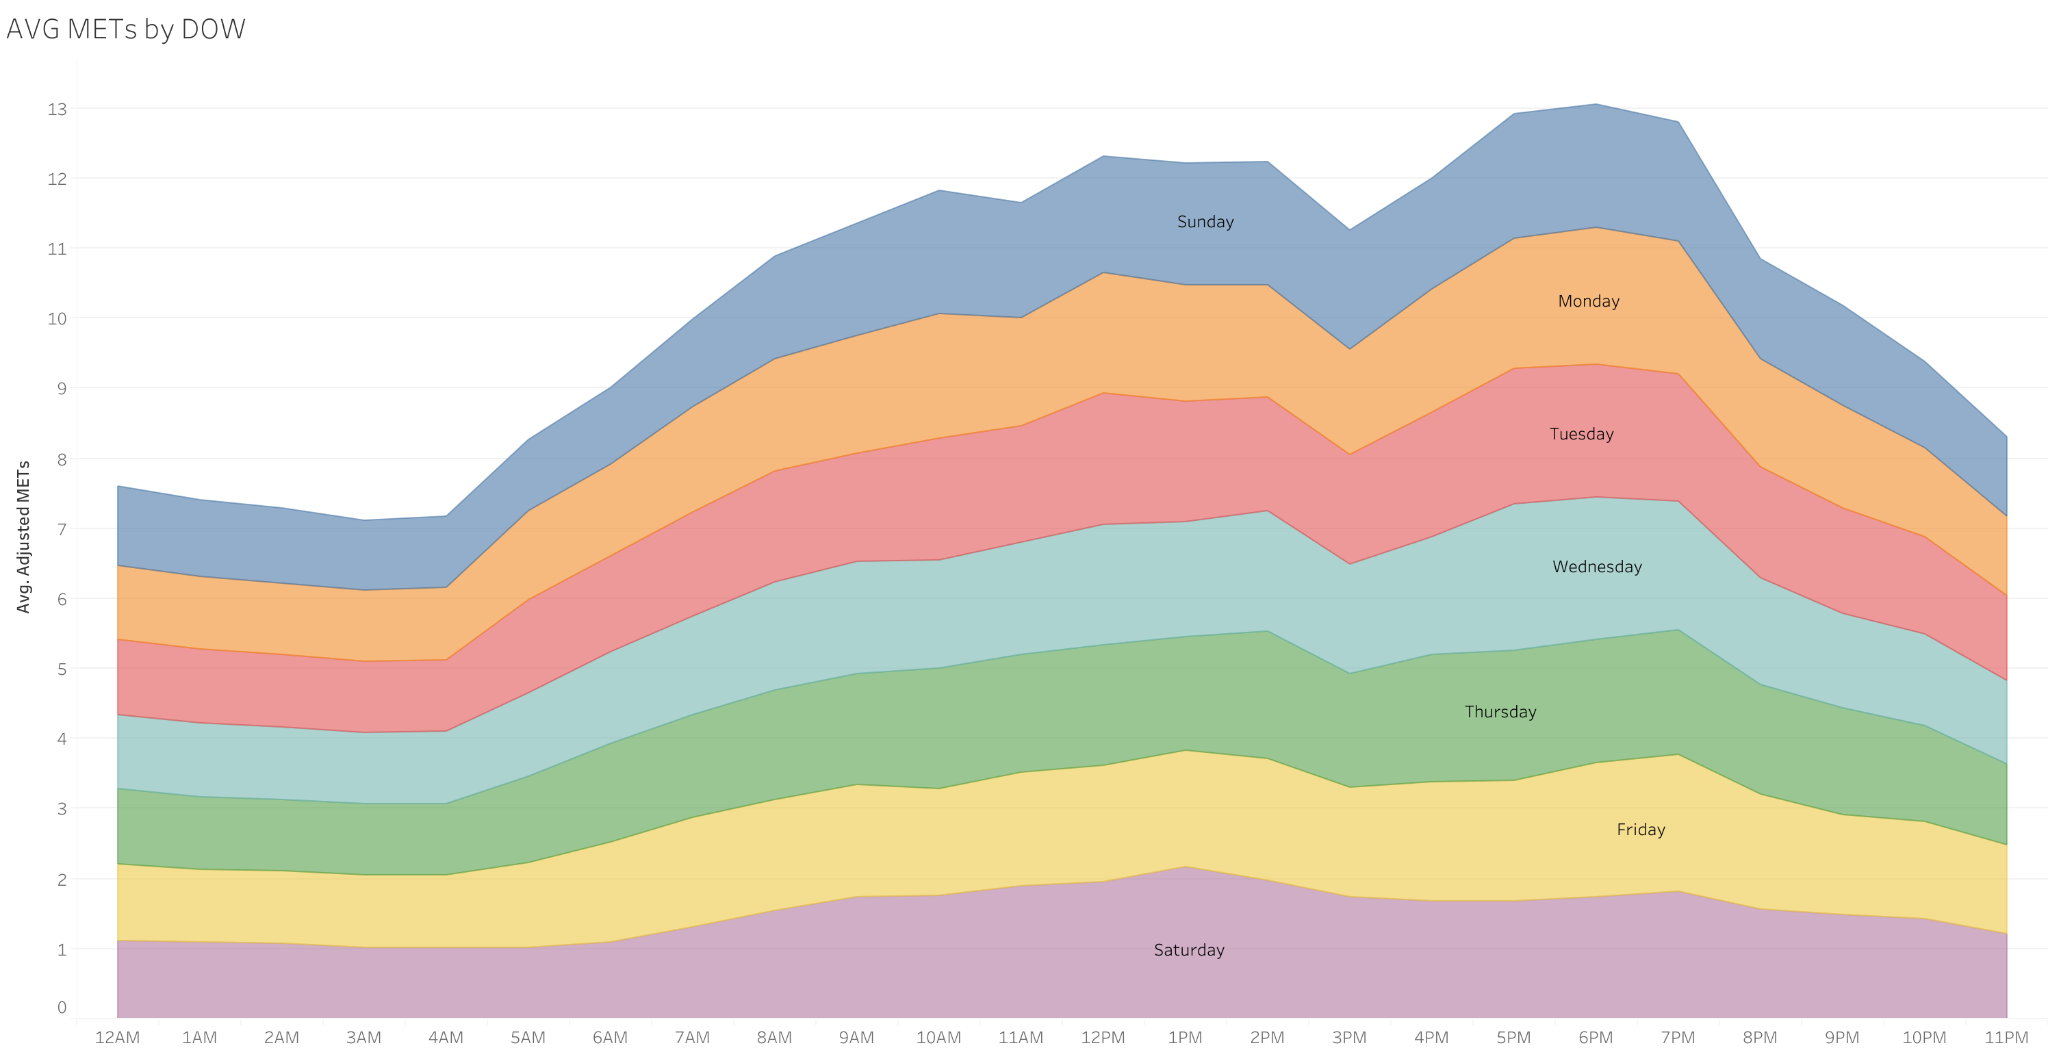 AVG METs by DOW
13
12
11
10
9
8
7
6
5
4
3
2
1
0
Avg. Adjusted METs
Sunday
Monday
Tuesday
Wednesday
Thursday
Friday
Saturday
12AM 1AM 2AM 3AM 4AM 5AM 6AM 7AM 8AM 9AM 10AM 11AM 12PM 1PM 2PM 3PM 4PM 5PM 6PM 7PM 8PM 9PM 10PM 11PM